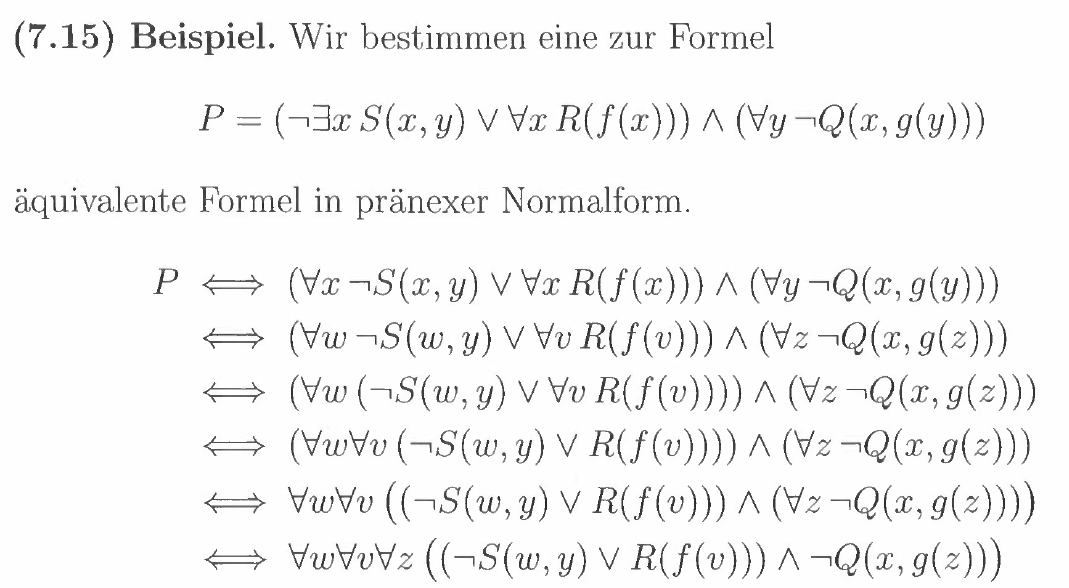 (7.15) Beispiel. Wir bestimmen eine zur Formel
P = (¬∃x S(x, y) ∨ ∀x R(f(x))) ∧ (∀y ¬Q(x, g(y)))
äquivalente Formel in pränexer Normalform.
P ⟺ (∀x ¬S(x, y) ∨ ∀x R(f(x))) ∧ (∀y ¬Q(x, g(y)))
⟺ (∀w ¬S(w, y) ∨ ∀v R(f(v))) ∧ (∀z ¬Q(x, g(z)))
⟺ (∀w (¬S(w, y) ∨ ∀v R(f(v)))) ∧ (∀z ¬Q(x, g(z)))
⟺ (∀w∀v (¬S(w, y) ∨ R(f(v)))) ∧ (∀z ¬Q(x, g(z)))
⟺ ∀w∀v ((¬S(w, y) ∨ R(f(v))) ∧ (∀z ¬Q(x, g(z))))
⟺ ∀w∀v∀z ((¬S(w, y) ∨ R(f(v))) ∧ ¬Q(x, g(z)))